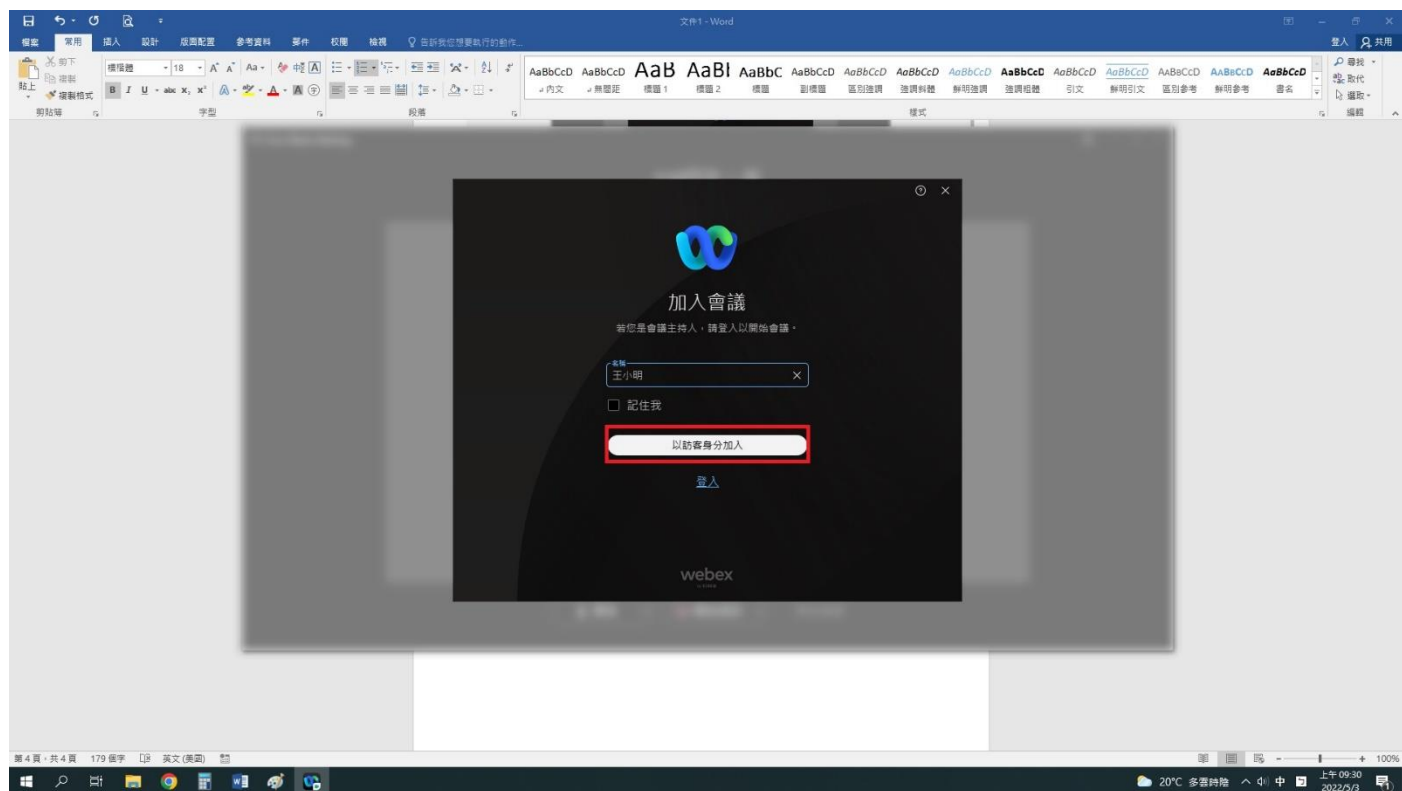 文件1 - Word
檔案 常用 插入 設計 版面配置 參考資料 郵件 校閱 檢視 告訴我您想要執行的動作...
登入 共用
剪下
複製
複製格式
貼上
剪貼簿
標楷體 18
B I U abc x₂ x²
字型
段落
AaBbCcD AaBbCcD AaB AaBl AaBbC AaBbCcD AaBbCcD AaBbCcD AaBbCcD AaBbCcD AaBbCcD AaBbCcD AaBbCcD AaBbCcD AaBbCcD
內文 無間距 標題 1 標題 2 標題 副標題 區別強調 強調斜體 鮮明強調 強調粗體 引文 鮮明引文 區別參考 鮮明參考 書名
樣式
尋找
取代
選取
編輯
加入會議
若您是會議主持人，請登入以開始會議。
名稱
王小明
記住我
以訪客身分加入
登入
webex
第 4 頁，共 4 頁 179 個字 英文 (美國)
100%
20°C 多雲時陰 中
上午 09:30
2022/5/3